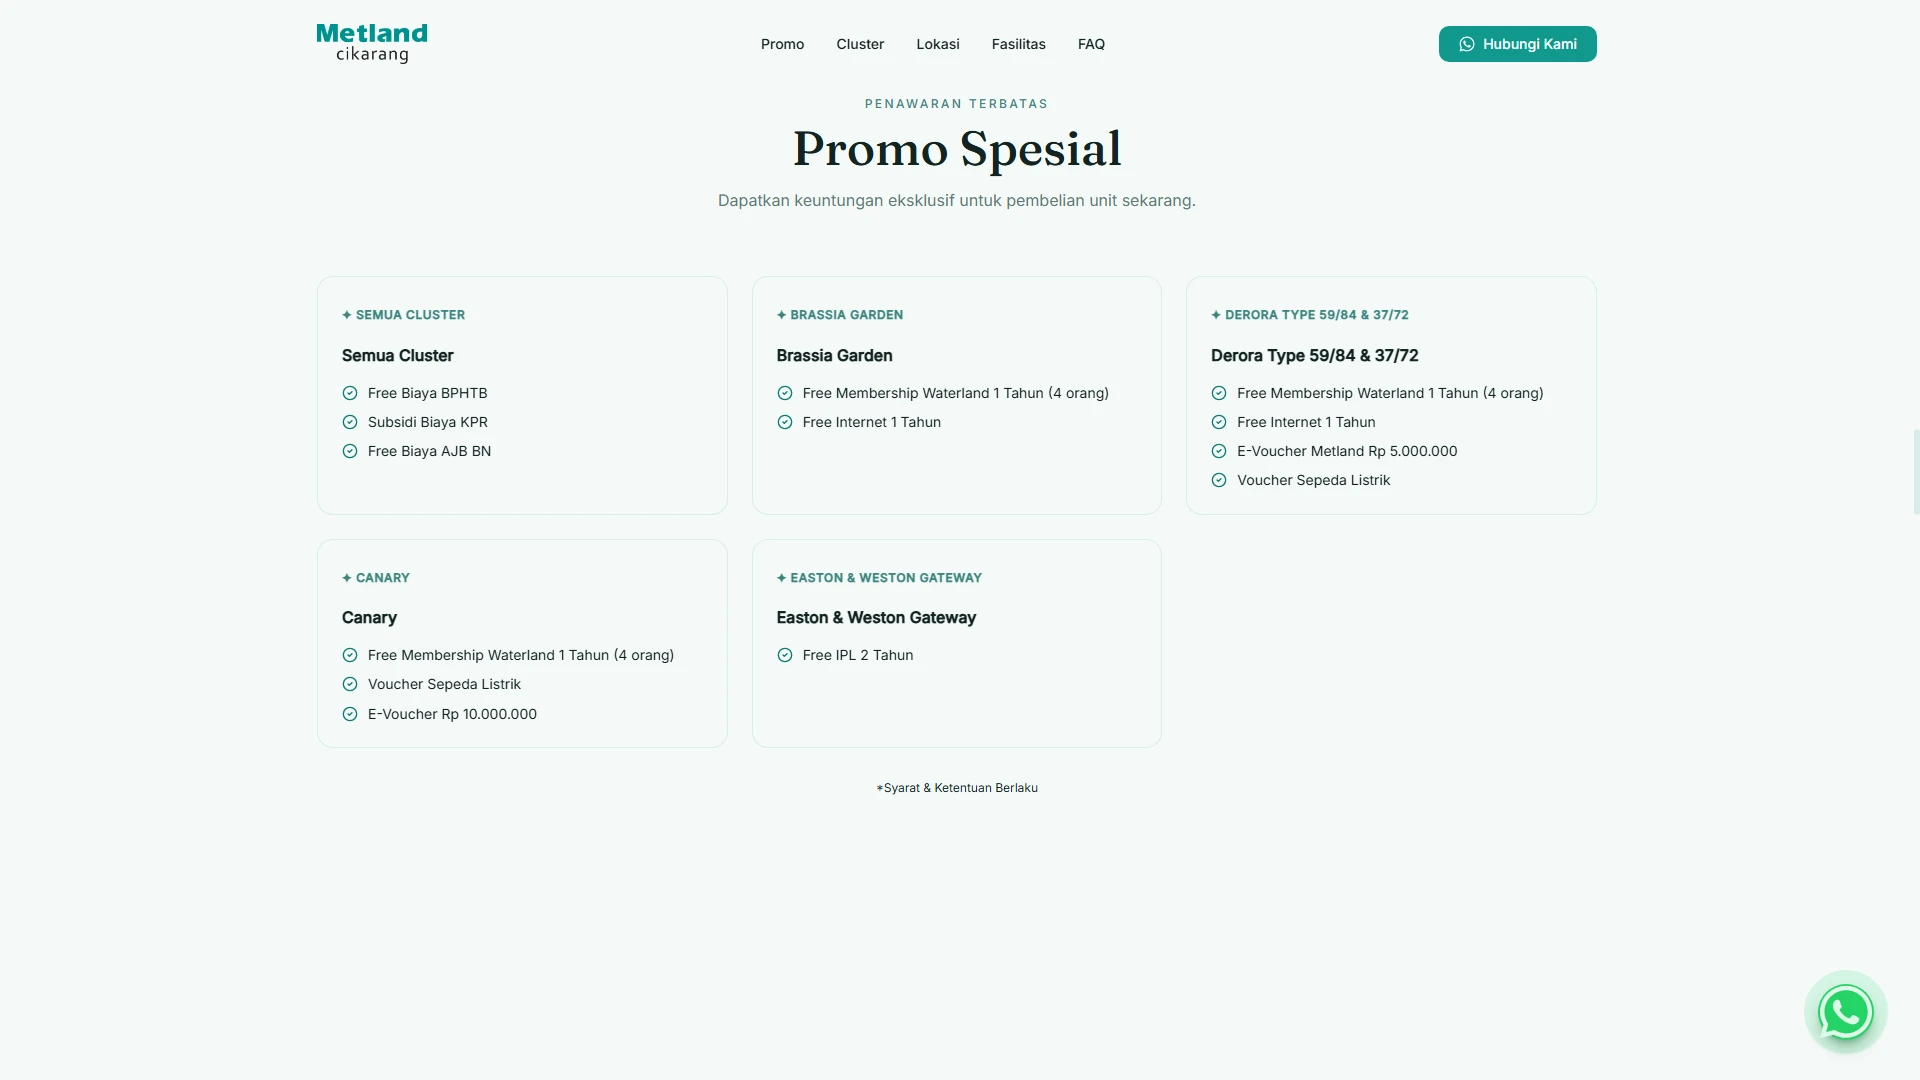 Metland
cikarang
Promo
Cluster
Lokasi
Fasilitas
FAQ
Hubungi Kami
PENAWARAN TERBATAS
Promo Spesial
Dapatkan keuntungan eksklusif untuk pembelian unit sekarang.
✦ SEMUA CLUSTER
Semua Cluster
Free Biaya BPHTB
Subsidi Biaya KPR
Free Biaya AJB BN
✦ BRASSIA GARDEN
Brassia Garden
Free Membership Waterland 1 Tahun (4 orang)
Free Internet 1 Tahun
✦ DERORA TYPE 59/84 & 37/72
Derora Type 59/84 & 37/72
Free Membership Waterland 1 Tahun (4 orang)
Free Internet 1 Tahun
E-Voucher Metland Rp 5.000.000
Voucher Sepeda Listrik
✦ CANARY
Canary
Free Membership Waterland 1 Tahun (4 orang)
Voucher Sepeda Listrik
E-Voucher Rp 10.000.000
✦ EASTON & WESTON GATEWAY
Easton & Weston Gateway
Free IPL 2 Tahun
*Syarat & Ketentuan Berlaku